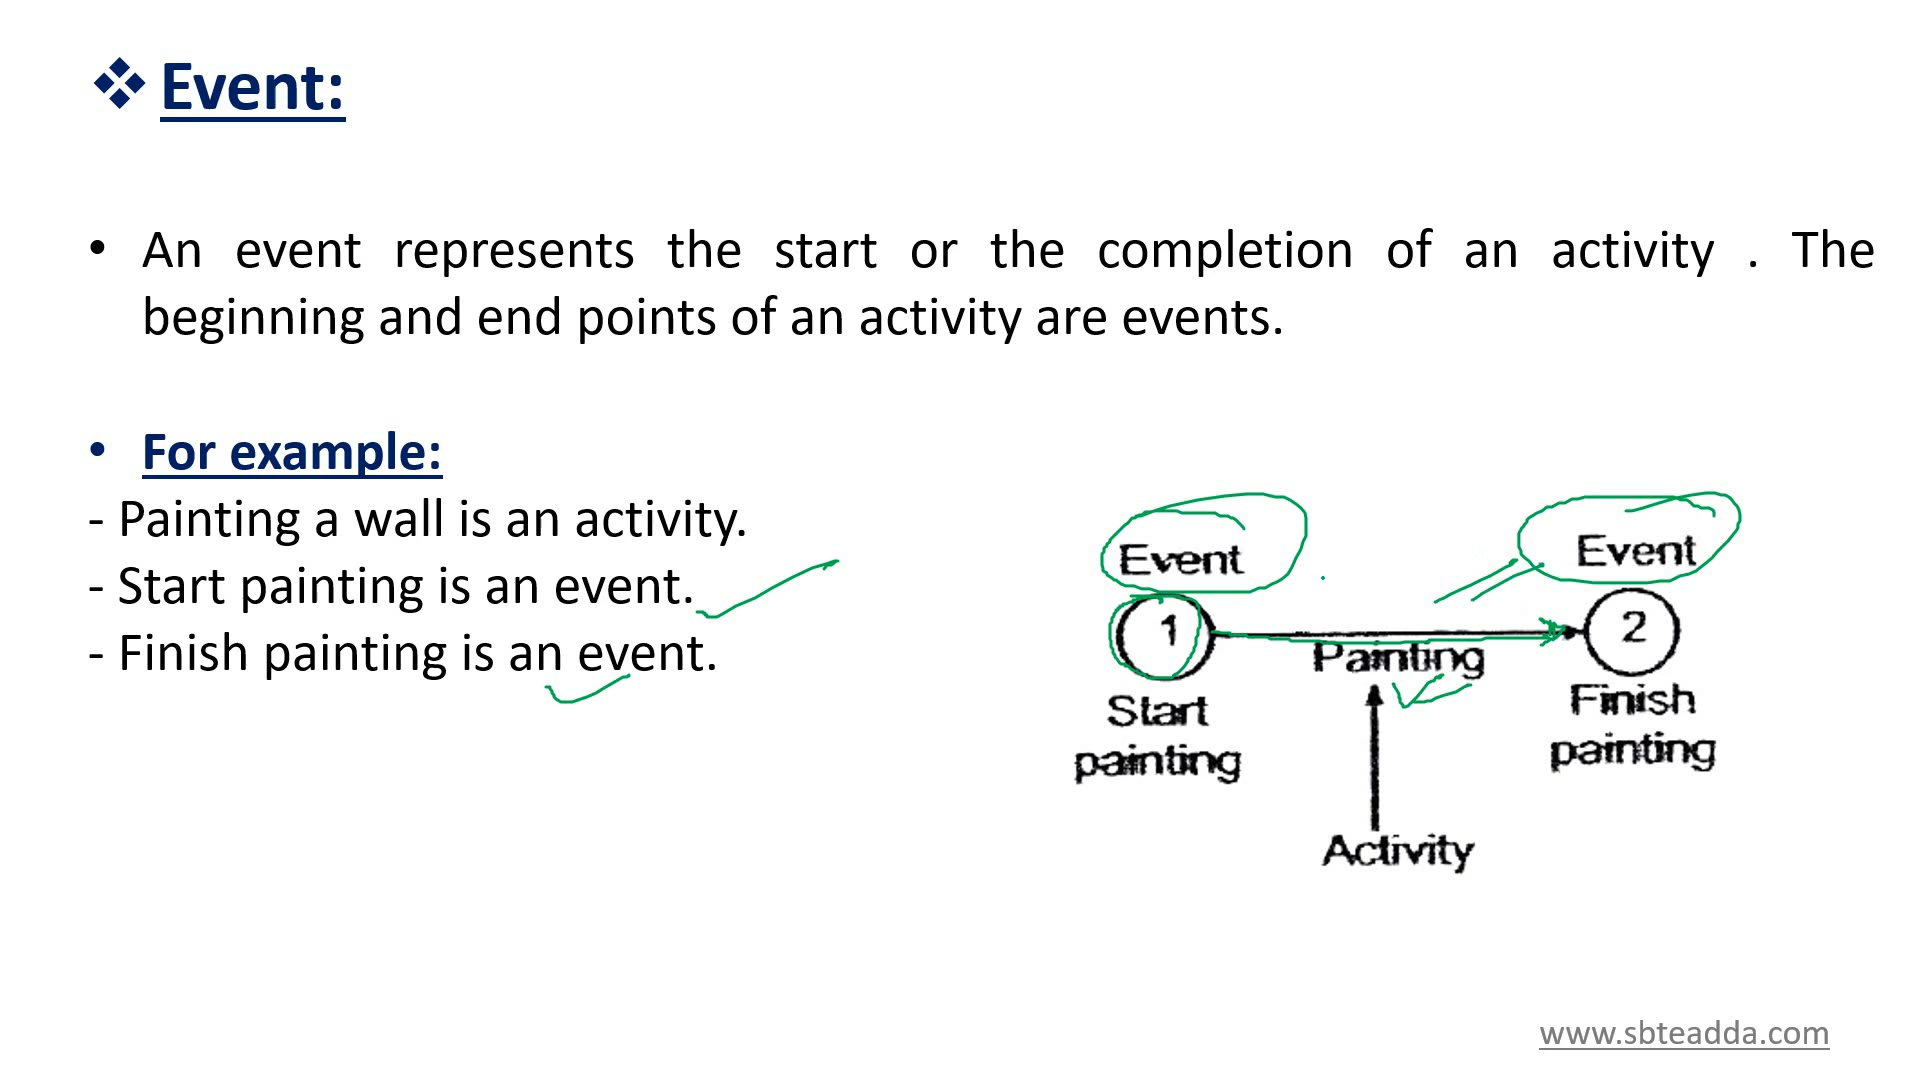 Event:
• An event represents the start or the completion of an activity . The
beginning and end points of an activity are events.
• For example:
- Painting a wall is an activity.
- Start painting is an event.
- Finish painting is an event.
Event
Event
1
2
Painting
Start
painting
Finish
painting
Activity
www.sbteadda.com